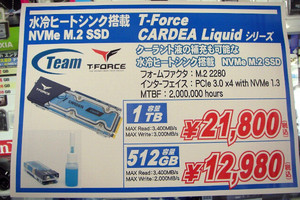 水冷ヒートシンク搭載
NVMe M.2 SSD
T-Force
CARDEA Liquid シリーズ
クーラント液の補充も可能な
水冷ヒートシンク搭載 NVMe M.2 SSD
Team
T-FORCE
フォームファクタ：M.2 2280
インターフェイス：PCIe 3.0 x4 with NVMe 1.3
MTBF：2,000,000 hours
容量
1TB
MAX Read:3,400MB/s
MAX Write:3,000MB/s
¥21,800
容量
512GB
MAX Read:3,400MB/s
MAX Write:2,000MB/s
¥12,980